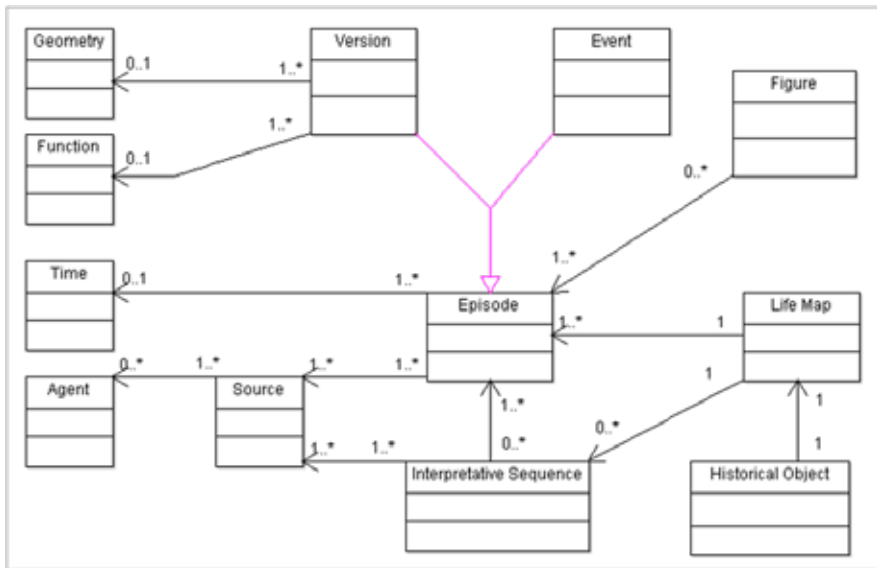 Geometry
Version
Event
Figure
0..1
1..*
Function
1..*
0..1
0..*
Time
0..1
1..*
1..*
Episode
Life Map
1..*
1
0..*
1..*
1..*
1..*
1
Agent
Source
1..*
1
0..*
1..*
1..*
0..*
1
Interpretative Sequence
Historical Object